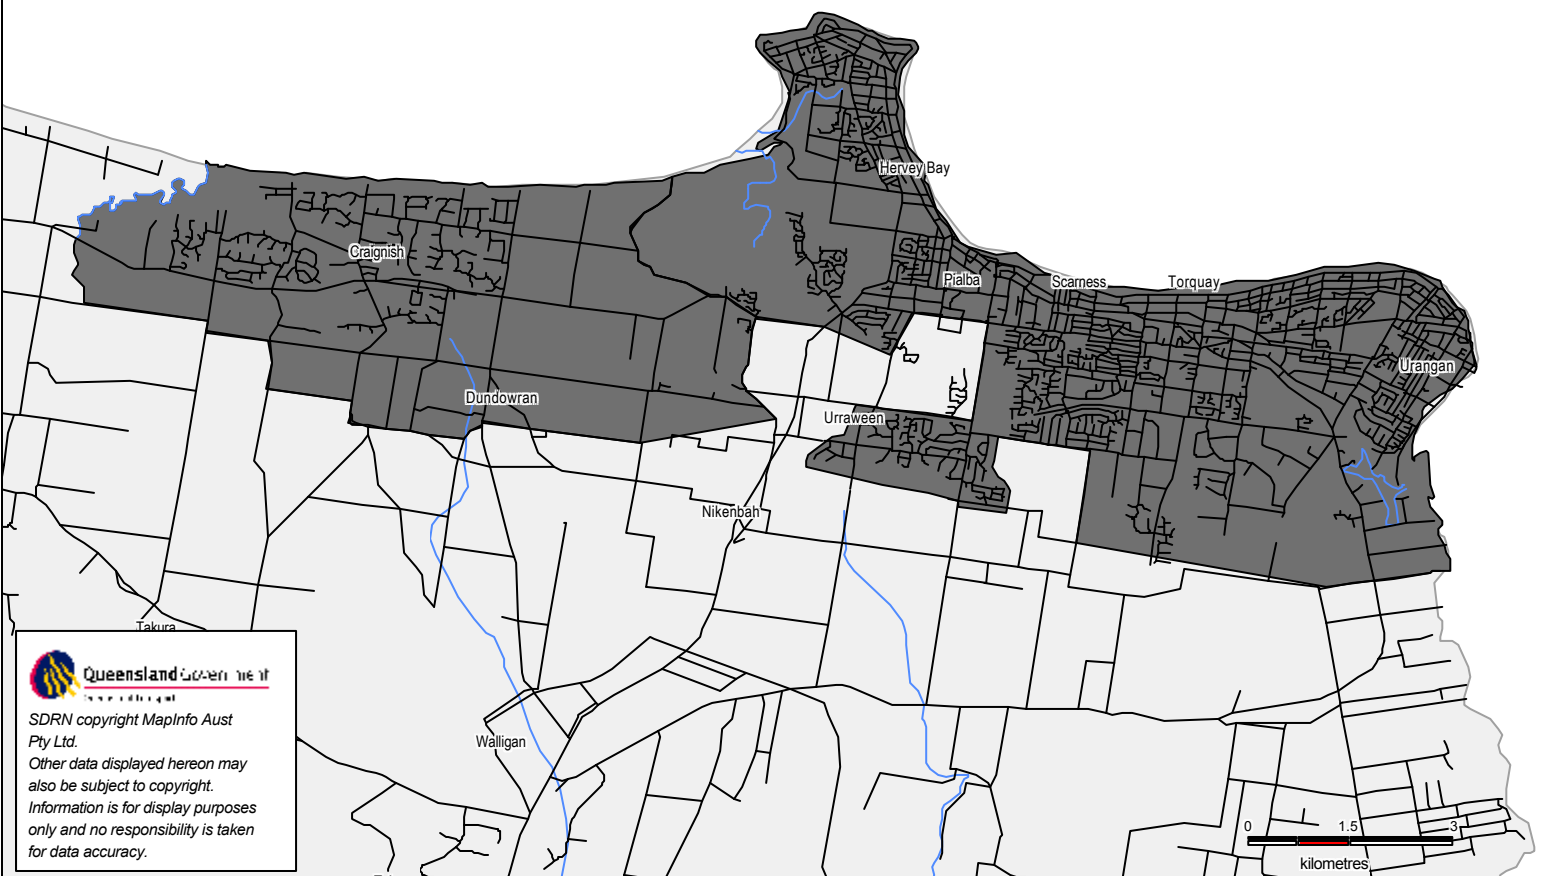 Hervey Bay
Craignish
Pialba
Scarness
Torquay
Urangan
Dundowran
Urraween
Nikenbah
Takura
Walligan
Queensland Government
SDRN copyright MapInfo Aust
Pty Ltd.
Other data displayed hereon may
also be subject to copyright.
Information is for display purposes
only and no responsibility is taken
for data accuracy.
0 1.5 3
kilometres